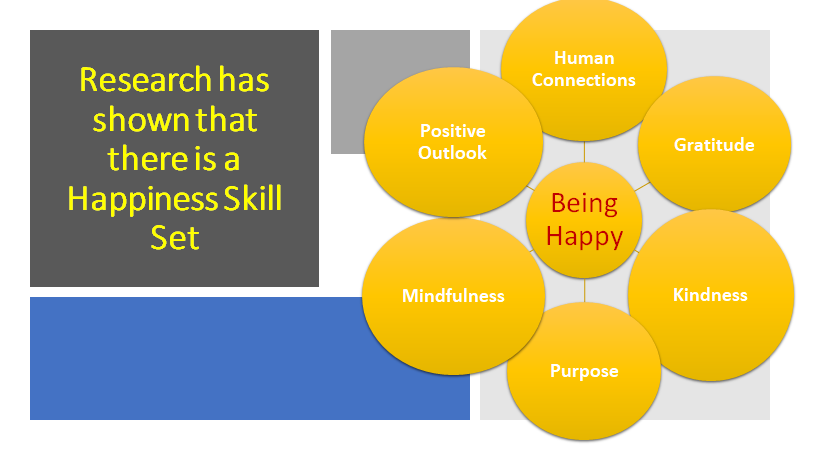 Research has
shown that
there is a
Happiness Skill
Set
Human
Connections
Gratitude
Kindness
Purpose
Mindfulness
Positive
Outlook
Being
Happy